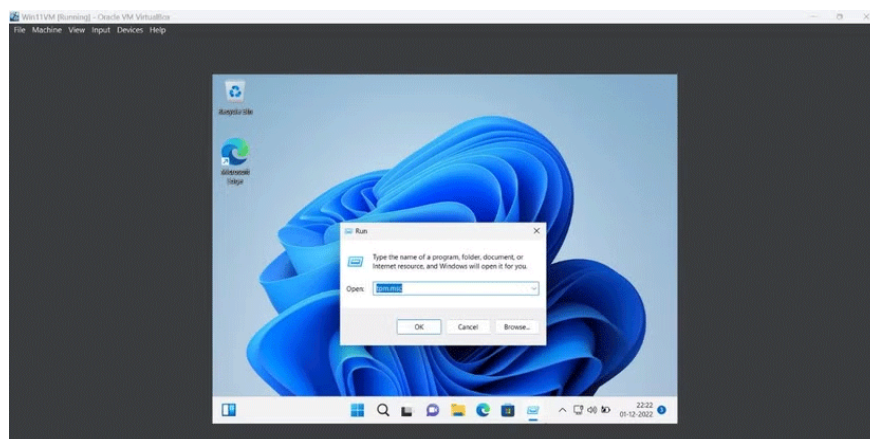 Win11VM [Running] - Oracle VM VirtualBox
File Machine View Input Devices Help
Recycle Bin
Microsoft
Edge
Run
Type the name of a program, folder, document, or
Internet resource, and Windows will open it for you.
Open:
tpm.msc
OK Cancel Browse...
22:22
01-12-2022